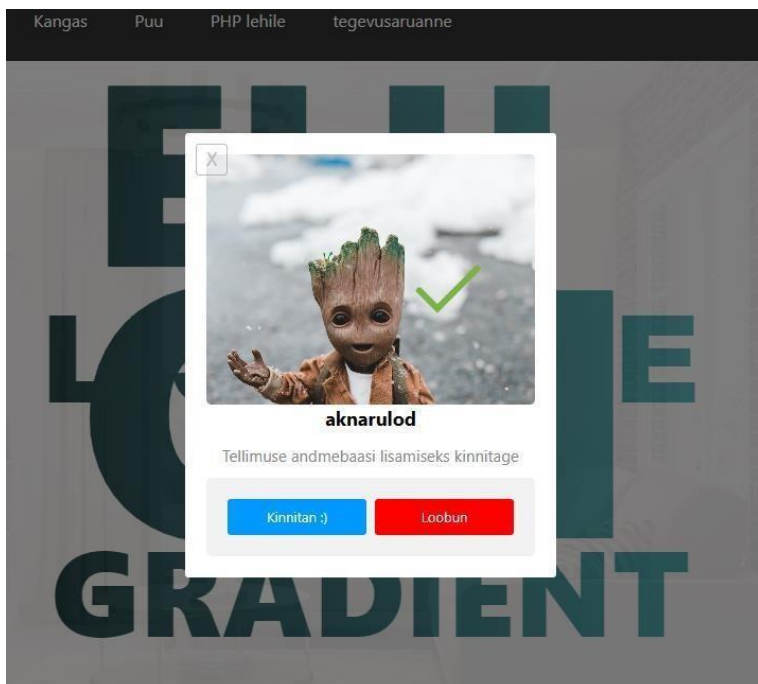 Kangas Puu PHP lehile tegevusaruanne
X
aknarulod
Tellimuse andmebaasi lisamiseks kinnitage
Kinnitan :) Loobun
GRADIENT